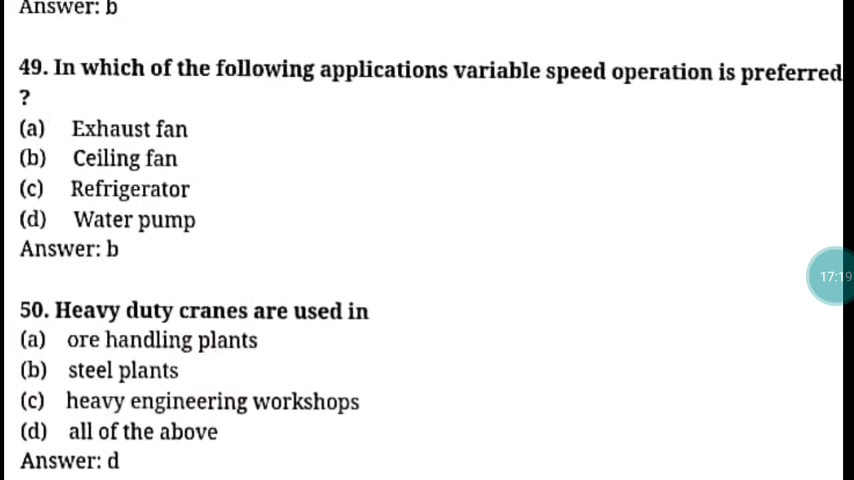 Answer: b
49. In which of the following applications variable speed operation is preferred
?
(a) Exhaust fan
(b) Ceiling fan
(c) Refrigerator
(d) Water pump
Answer: b
17:19
50. Heavy duty cranes are used in
(a) ore handling plants
(b) steel plants
(c) heavy engineering workshops
(d) all of the above
Answer: d